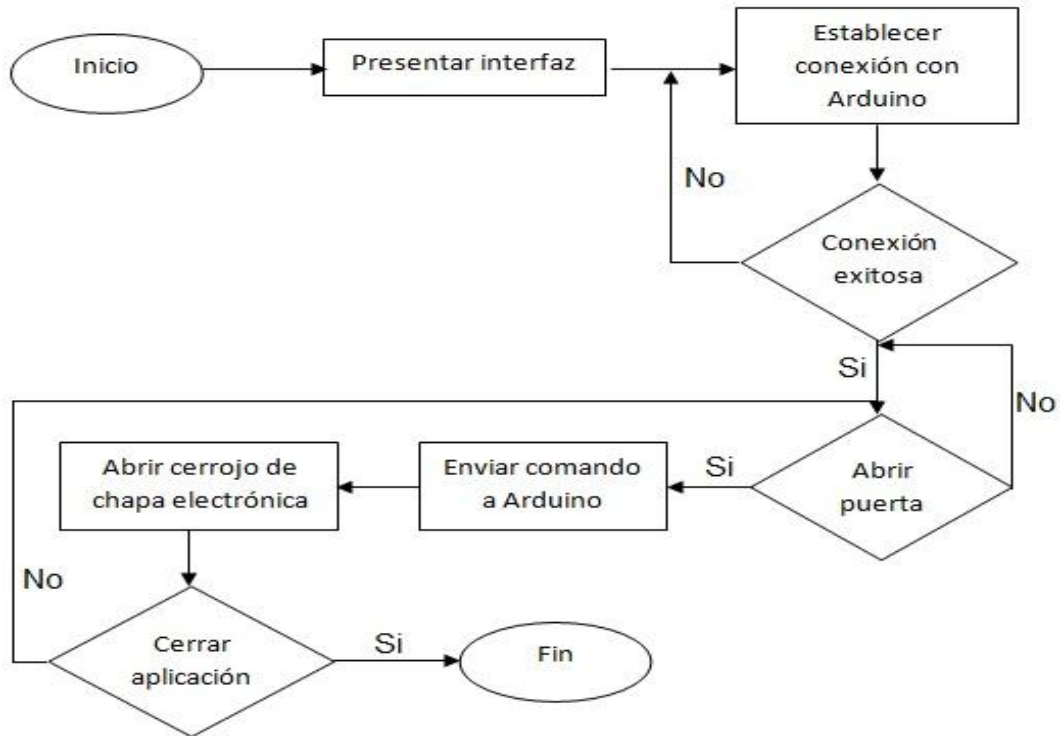 Inicio
Presentar interfaz
Establecer
conexión con
Arduino
No
Conexión
exitosa
Si
No
Abrir
puerta
Si
Enviar comando
a Arduino
Abrir cerrojo de
chapa electrónica
No
Cerrar
aplicación
Si
Fin